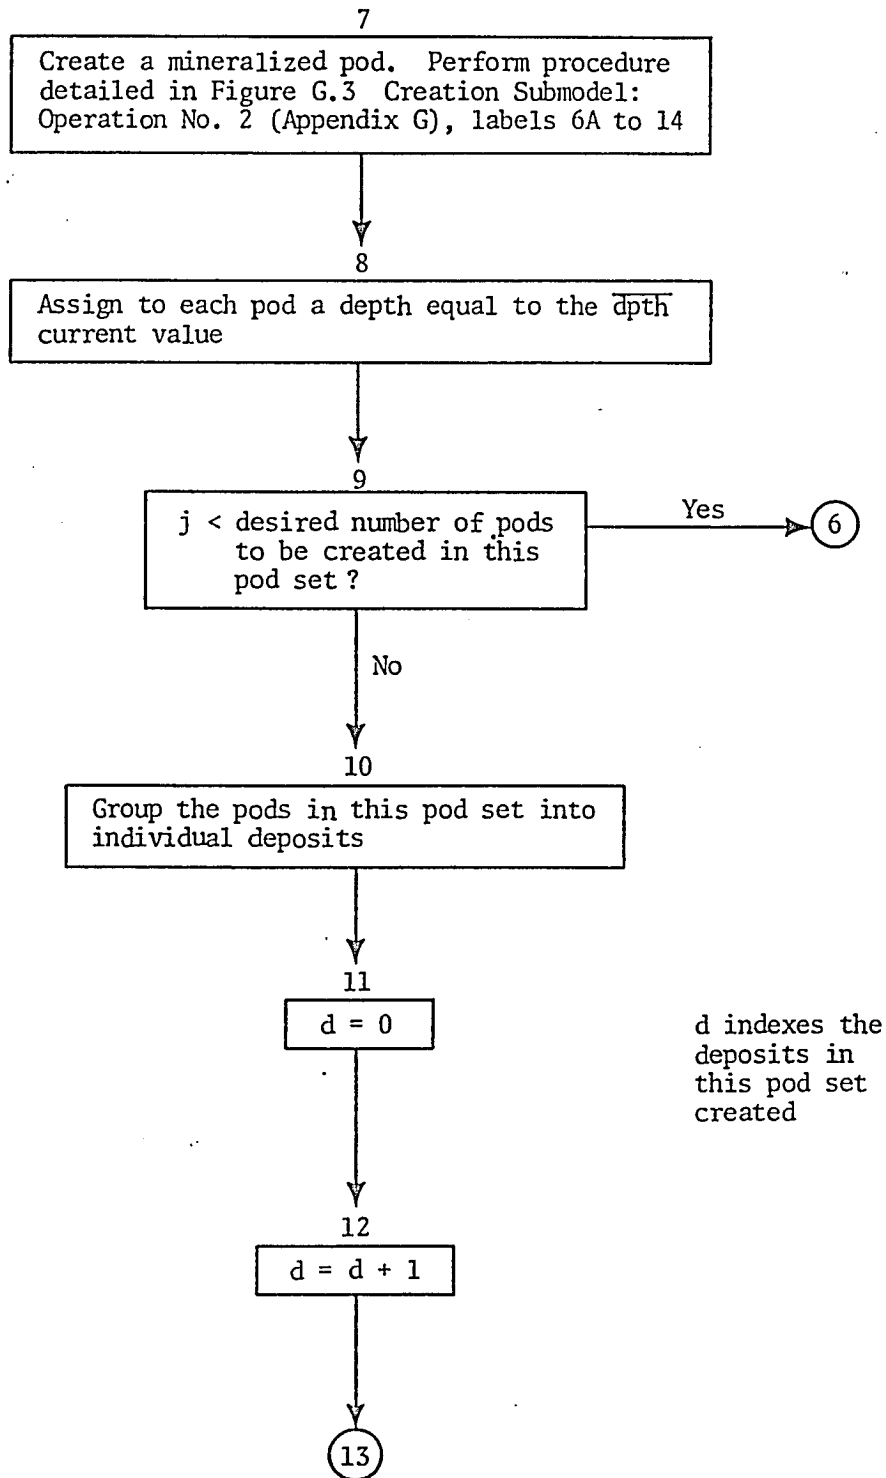 7
Create a mineralized pod. Perform procedure
detailed in Figure G.3 Creation Submodel:
Operation No. 2 (Appendix G), labels 6A to 14
8
Assign to each pod a depth equal to the d̅p̅t̅h̅
current value
9
j < desired number of pods
to be created in this
pod set ?
Yes
6
No
10
Group the pods in this pod set into
individual deposits
11
d = 0
d indexes the
deposits in
this pod set
created
12
d = d + 1
13